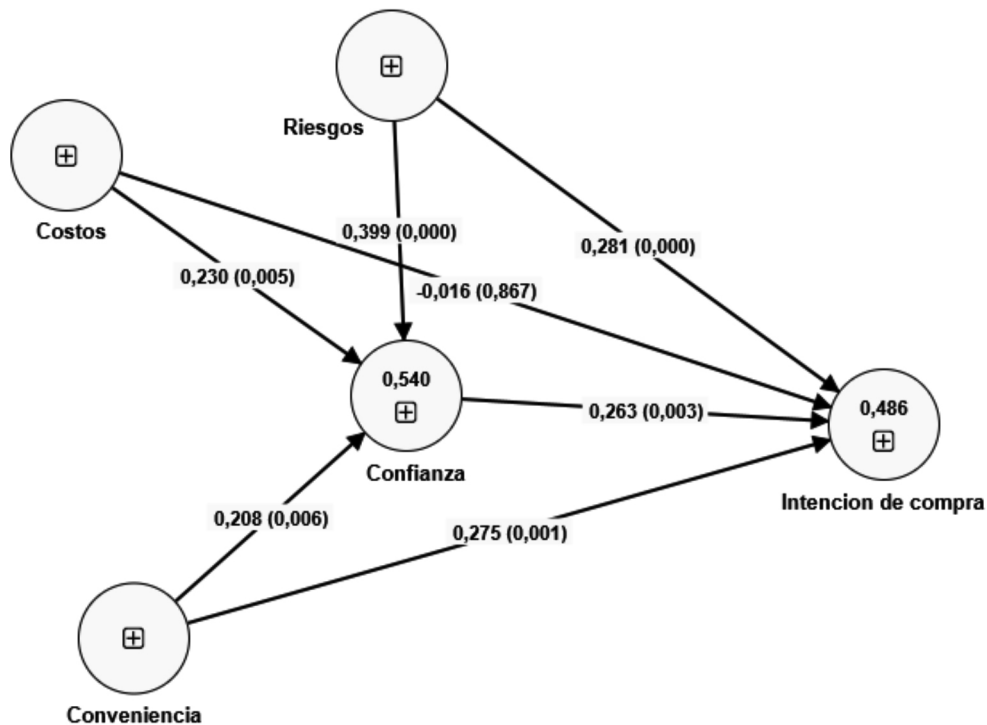 Riesgos
Costos
0,399 (0,000)
0,281 (0,000)
0,230 (0,005)
-0,016 (0,867)
0,540
0,486
0,263 (0,003)
Confianza
Intencion de compra
0,208 (0,006)
0,275 (0,001)
Conveniencia